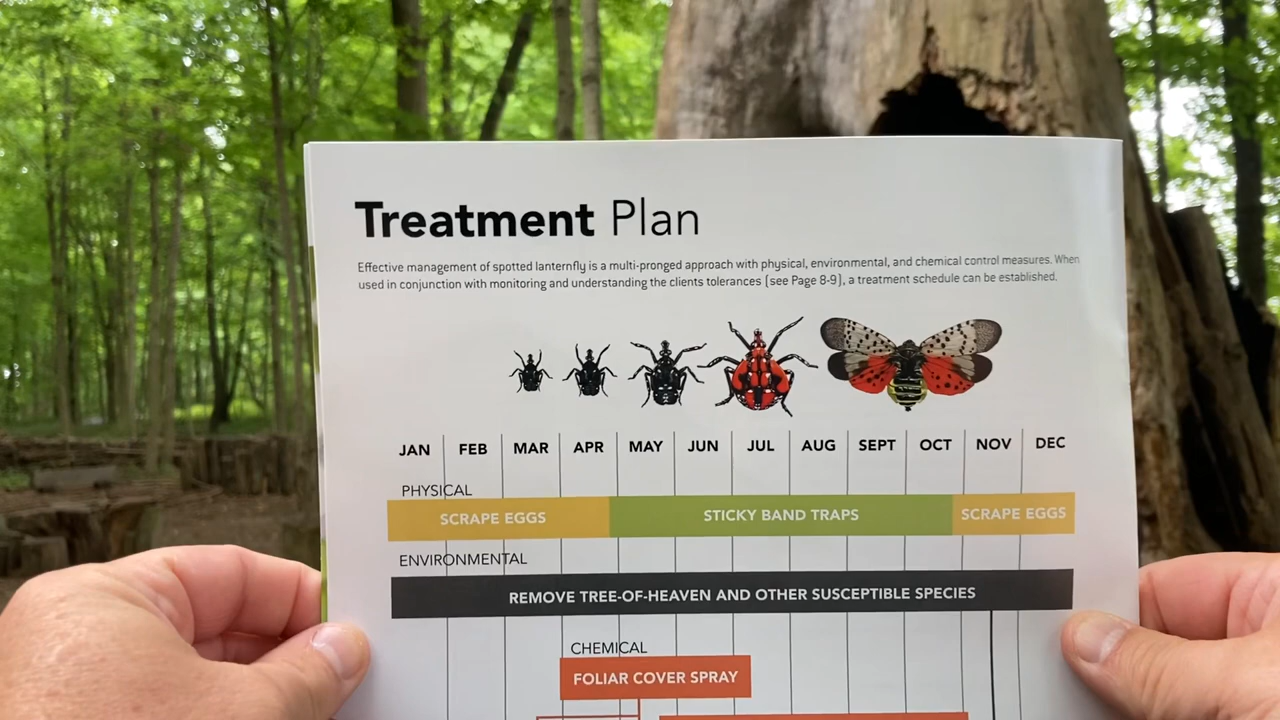 Treatment Plan
Effective management of spotted lanternfly is a multi-pronged approach with physical, environmental, and chemical control measures. When
used in conjunction with monitoring and understanding the clients tolerances (see Page 8-9), a treatment schedule can be established.
JAN FEB MAR APR MAY JUN JUL AUG SEPT OCT NOV DEC
PHYSICAL
SCRAPE EGGS STICKY BAND TRAPS SCRAPE EGGS
ENVIRONMENTAL
REMOVE TREE-OF-HEAVEN AND OTHER SUSCEPTIBLE SPECIES
CHEMICAL
FOLIAR COVER SPRAY